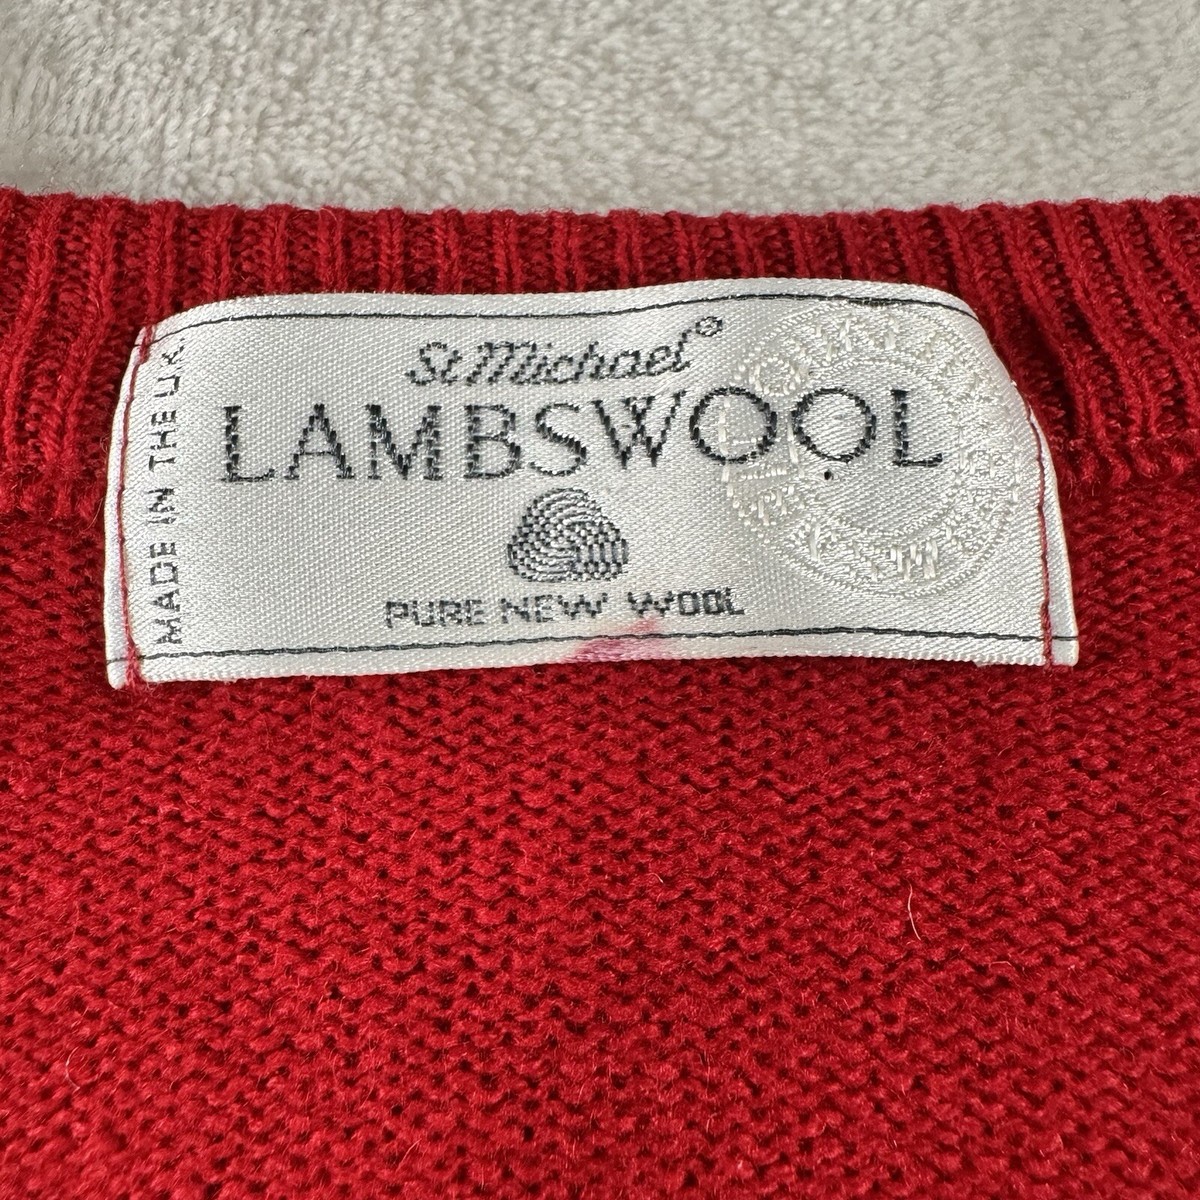 St Michael®
LAMBSWOOL
PURE NEW WOOL
MADE IN THE U.K.